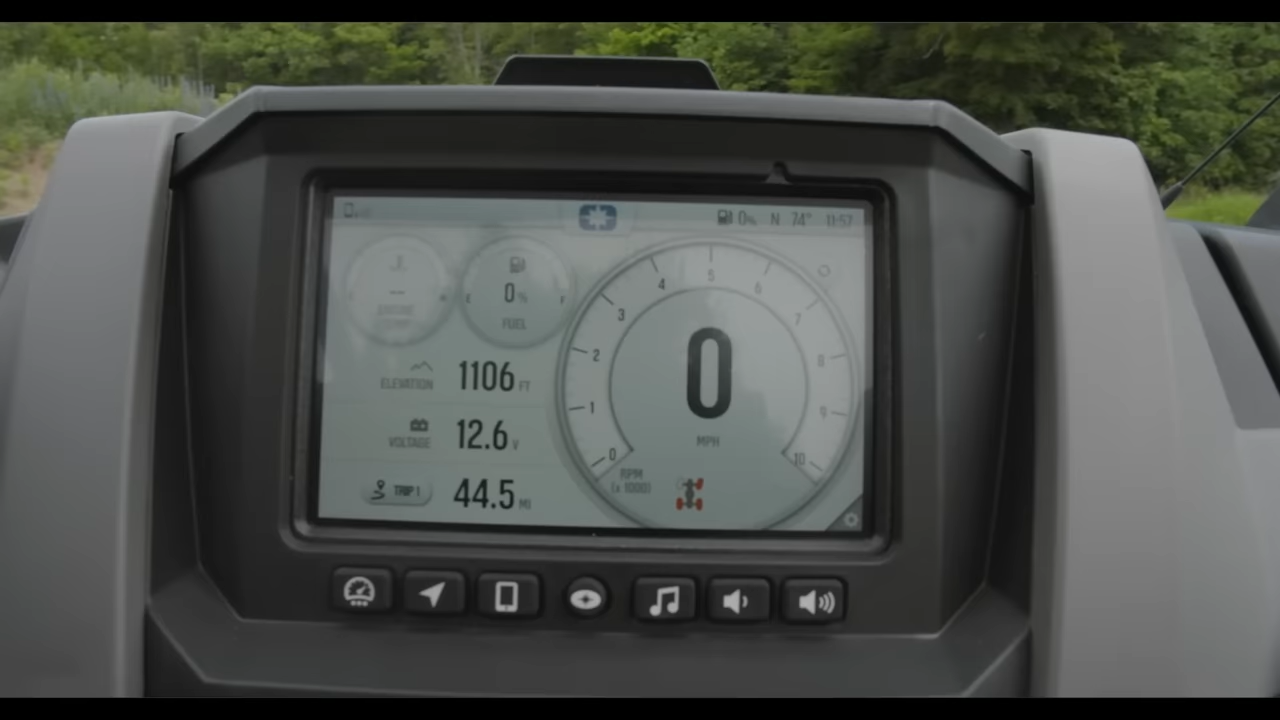 0% N 74° 11:57
--
ENGINE
E 0% F
FUEL
ELEVATION 1106 FT
VOLTAGE 12.6 V
TRIP 1 44.5 MI
0 1 2 3 4 5 6 7 8 9 10
0
MPH
RPM
(x 1000)